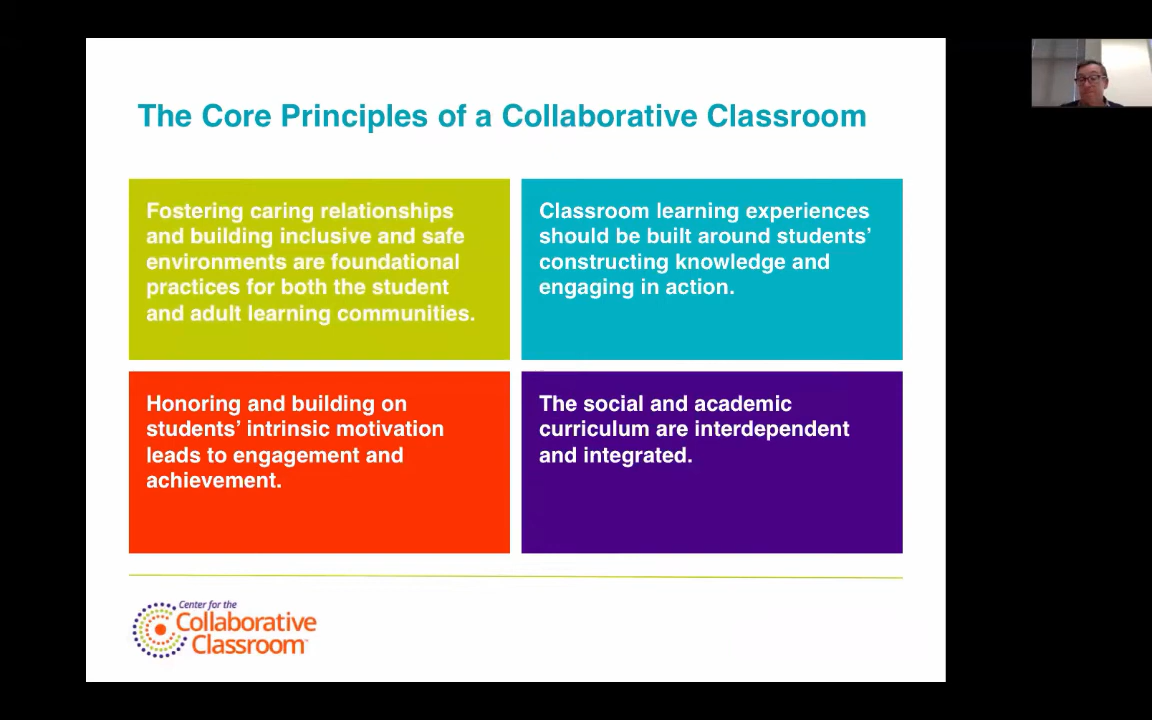 The Core Principles of a Collaborative Classroom
Fostering caring relationships
and building inclusive and safe
environments are foundational
practices for both the student
and adult learning communities.
Classroom learning experiences
should be built around students’
constructing knowledge and
engaging in action.
Honoring and building on
students’ intrinsic motivation
leads to engagement and
achievement.
The social and academic
curriculum are interdependent
and integrated.
Center for the
Collaborative
Classroom™